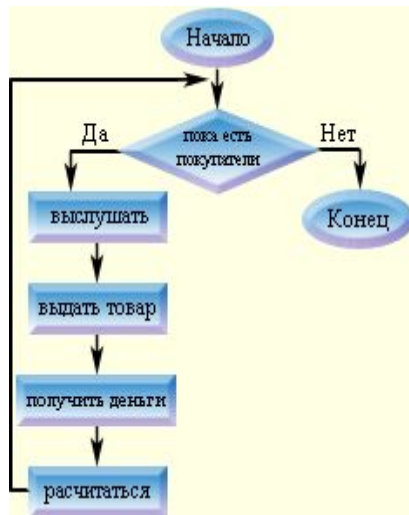 Начало
пока есть
покупатели
Да
Нет
выслушать
Конец
выдать товар
получить деньги
расчитаться